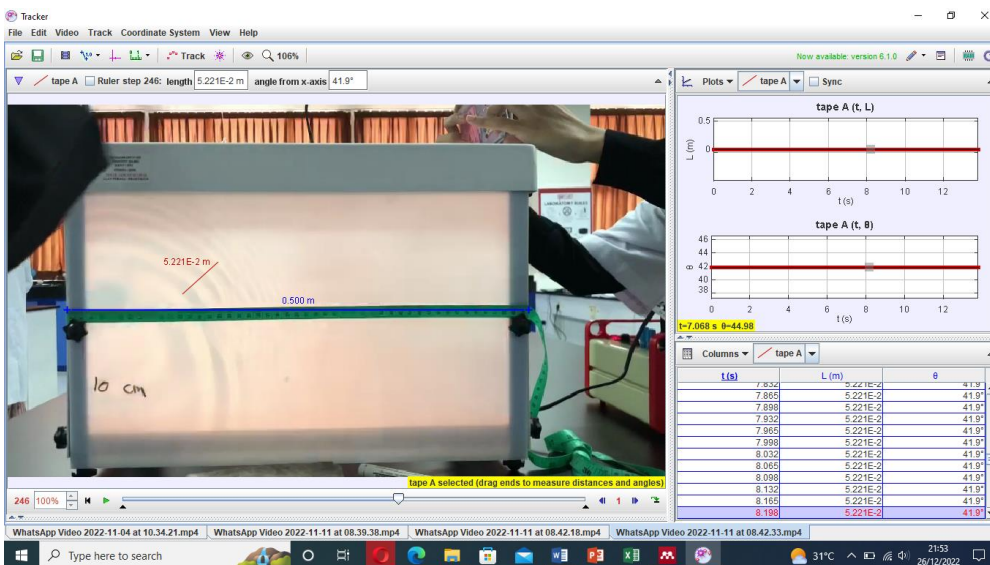 Tracker
File Edit Video Track Coordinate System View Help
Track 106% Now available: version 6.1.0
tape A Ruler step 246: length 5.221E-2 m angle from x-axis 41.9°
Plots tape A Sync
tape A (t, L)
0.5
L (m)
0
0 2 4 6 8 10 12
t (s)
tape A (t, θ)
46
44
θ 42
40
38
0 2 4 6 8 10 12
t (s)
t=7.068 s θ=44.98
5.221E-2 m
0.500 m
10 cm
tape A selected (drag ends to measure distances and angles)
Columns tape A
t (s) L (m) θ
7.832 5.221E-2 41.9°
7.865 5.221E-2 41.9°
7.898 5.221E-2 41.9°
7.932 5.221E-2 41.9°
7.965 5.221E-2 41.9°
7.998 5.221E-2 41.9°
8.032 5.221E-2 41.9°
8.065 5.221E-2 41.9°
8.098 5.221E-2 41.9°
8.132 5.221E-2 41.9°
8.165 5.221E-2 41.9°
8.198 5.221E-2 41.9°
246 100% 1
WhatsApp Video 2022-11-04 at 10.34.21.mp4 WhatsApp Video 2022-11-11 at 08.39.38.mp4 WhatsApp Video 2022-11-11 at 08.42.18.mp4 WhatsApp Video 2022-11-11 at 08.42.33.mp4
Type here to search 31°C 21:53
26/12/2022